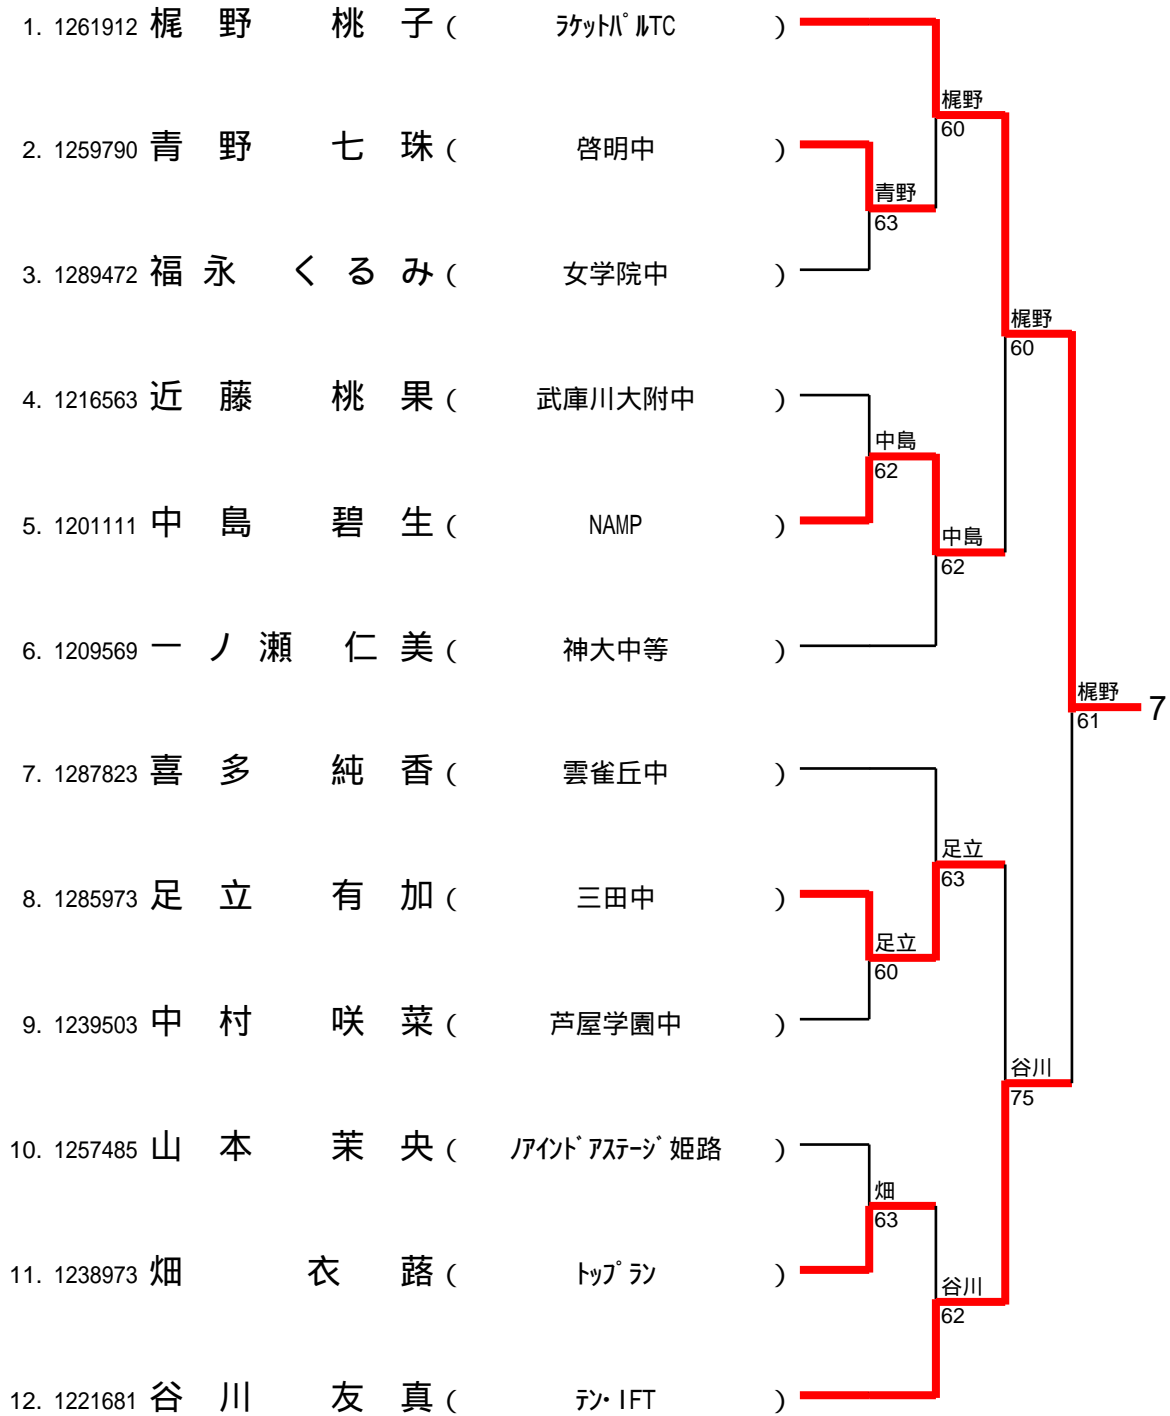 1. 1261912 梶野 桃子 ( ラケットパルTC )
梶野
60
2. 1259790 青野 七珠 ( 啓明中 )
青野
63
3. 1289472 福永 くるみ ( 女学院中 )
梶野
60
4. 1216563 近藤 桃果 ( 武庫川大附中 )
中島
62
5. 1201111 中島 碧生 ( NAMP )
中島
62
6. 1209569 一ノ瀬 仁美 ( 神大中等 )
梶野
61
7
7. 1287823 喜多 純香 ( 雲雀丘中 )
足立
63
8. 1285973 足立 有加 ( 三田中 )
足立
60
9. 1239503 中村 咲菜 ( 芦屋学園中 )
谷川
75
10. 1257485 山本 茉央 ( ノアインドアステージ姫路 )
畑
63
11. 1238973 畑 衣蕗 ( トップラン )
谷川
62
12. 1221681 谷川 友真 ( テン・IFT )